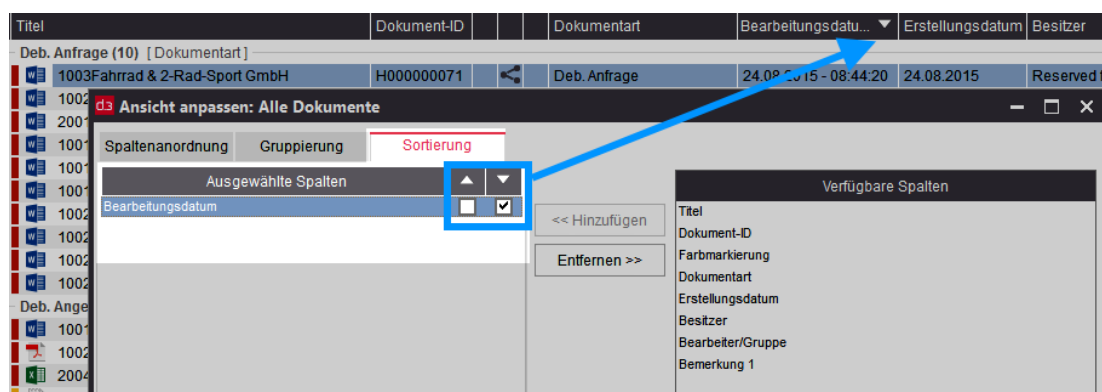 Titel Dokument-ID Dokumentart Bearbeitungsdatu... Erstellungsdatum Besitzer
Deb. Anfrage (10) [Dokumentart]
1003Fahrrad & 2-Rad-Sport GmbH H000000071 Deb. Anfrage 24.08.2015 - 08:44:20 24.08.2015 Reserved
1002
d3 Ansicht anpassen: Alle Dokumente
2001
1001
Spaltenanordnung Gruppierung Sortierung
1001
1001
Ausgewählte Spalten
Verfügbare Spalten
1002
Bearbeitungsdatum
<< Hinzufügen
Titel
1002
Dokument-ID
1002
Entfernen >>
Farbmarkierung
1002
Dokumentart
Deb. Ange
Erstellungsdatum
1001
Besitzer
1002
Bearbeiter/Gruppe
2004
Bemerkung 1